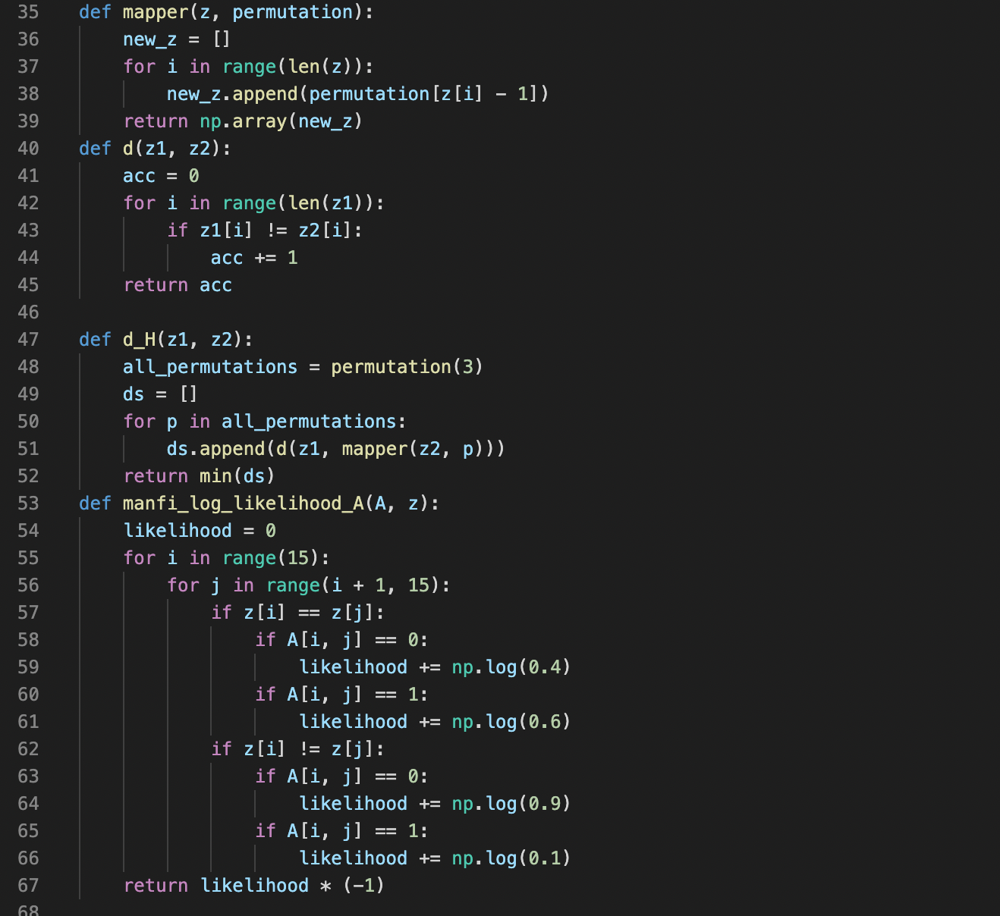 35 def mapper(z, permutation):
36     new_z = []
37     for i in range(len(z)):
38         new_z.append(permutation[z[i] - 1])
39     return np.array(new_z)
40 def d(z1, z2):
41     acc = 0
42     for i in range(len(z1)):
43         if z1[i] != z2[i]:
44             acc += 1
45     return acc
46
47 def d_H(z1, z2):
48     all_permutations = permutation(3)
49     ds = []
50     for p in all_permutations:
51         ds.append(d(z1, mapper(z2, p)))
52     return min(ds)
53 def manfi_log_likelihood_A(A, z):
54     likelihood = 0
55     for i in range(15):
56         for j in range(i + 1, 15):
57             if z[i] == z[j]:
58                 if A[i, j] == 0:
59                     likelihood += np.log(0.4)
60                 if A[i, j] == 1:
61                     likelihood += np.log(0.6)
62             if z[i] != z[j]:
63                 if A[i, j] == 0:
64                     likelihood += np.log(0.9)
65                 if A[i, j] == 1:
66                     likelihood += np.log(0.1)
67     return likelihood * (-1)
68